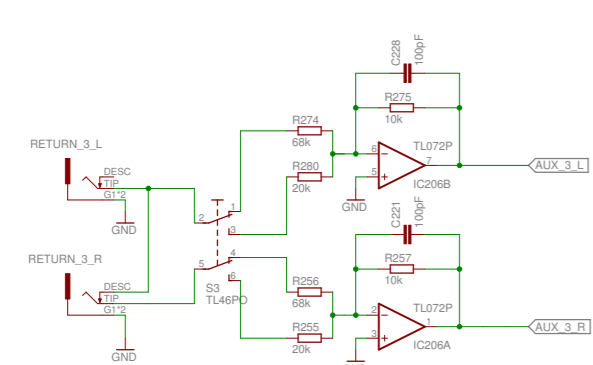 C228
100pF
R275
10k
R274
68k
RETURN_3_L
6
TL072P
7
AUX_3_L
DESC
TIP
G1*2
R280
20k
5
IC206B
1
2
3
GND
GND
C221
100pF
RETURN_3_R
4
5
6
R257
10k
DESC
TIP
G1*2
S3
TL46PO
R256
68k
2
TL072P
1
AUX_3_R
R255
20k
3
IC206A
GND